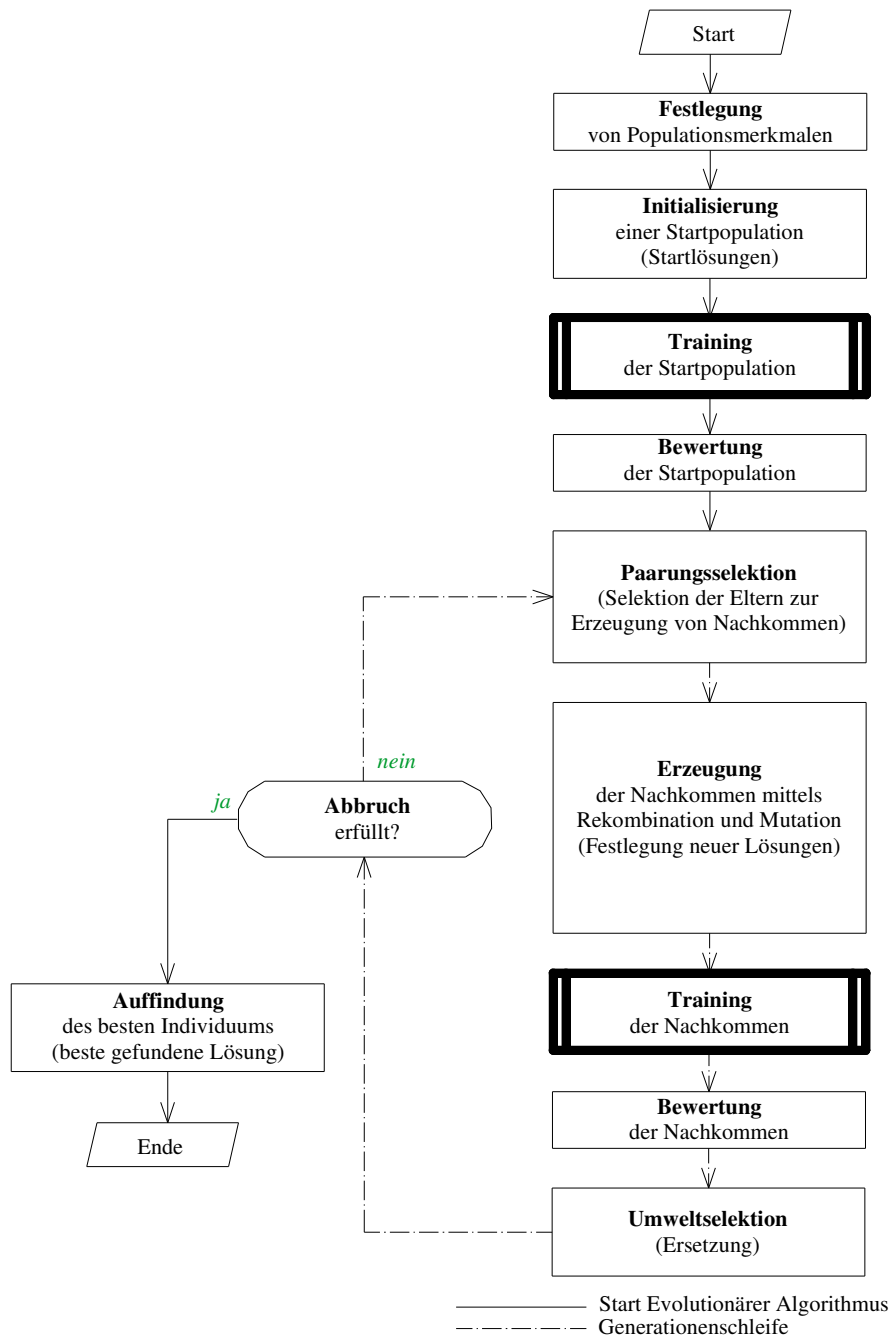 Start
Festlegung
von Populationsmerkmalen
Initialisierung
einer Startpopulation
(Startlösungen)
Training
der Startpopulation
Bewertung
der Startpopulation
Paarungsselektion
(Selektion der Eltern zur
Erzeugung von Nachkommen)
Erzeugung
der Nachkommen mittels
Rekombination und Mutation
(Festlegung neuer Lösungen)
Training
der Nachkommen
Bewertung
der Nachkommen
Umweltselektion
(Ersetzung)
nein
ja
Abbruch
erfüllt?
Auffindung
des besten Individuums
(beste gefundene Lösung)
Ende
Start Evolutionärer Algorithmus
Generationenschleife